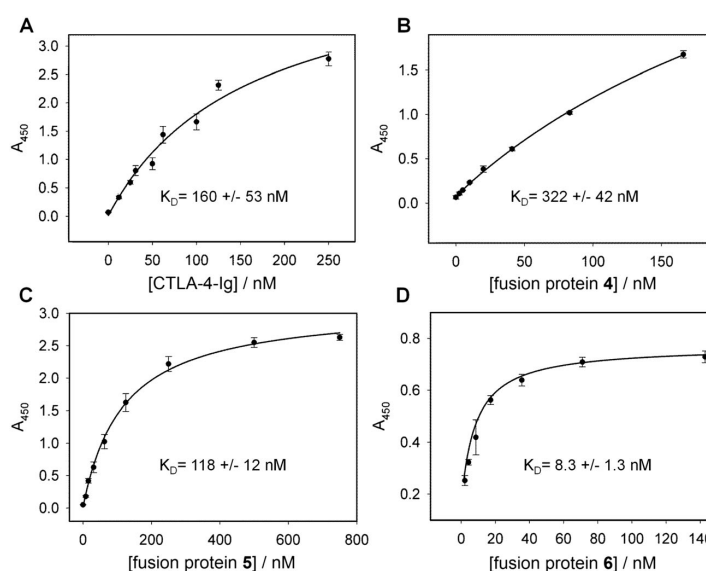 A
3.0
2.5
2.0
1.5
1.0
0.5
0.0
A450
KD= 160 +/- 53 nM
0 50 100 150 200 250
[CTLA-4-Ig] / nM
B
1.5
1.0
0.5
0.0
A450
KD= 322 +/- 42 nM
0 50 100 150
[fusion protein 4] / nM
C
3.0
2.5
2.0
1.5
1.0
0.5
0.0
A450
KD= 118 +/- 12 nM
0 200 400 600 800
[fusion protein 5] / nM
D
0.8
0.6
0.4
0.2
A450
KD= 8.3 +/- 1.3 nM
0 20 40 60 80 100 120 140
[fusion protein 6] / nM